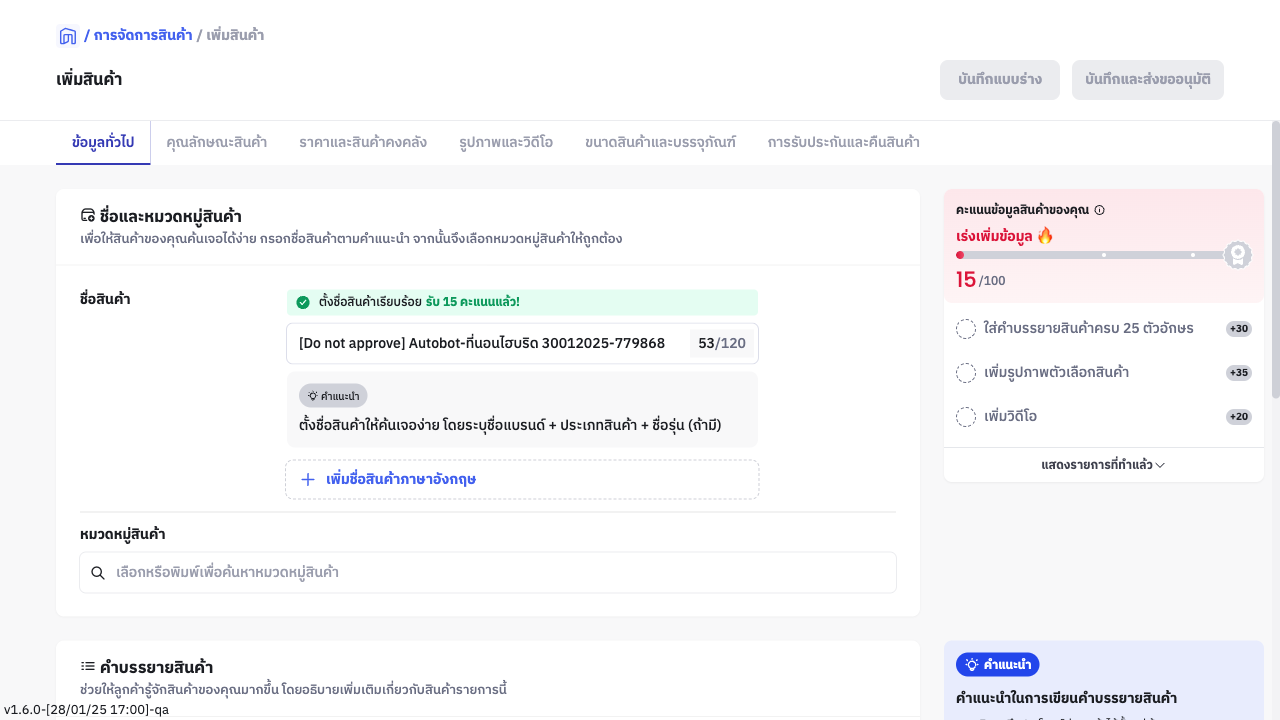 / การจัดการสินค้า / เพิ่มสินค้า
เพิ่มสินค้า
บันทึกแบบร่าง
บันทึกและส่งขออนุมัติ
ข้อมูลทั่วไป
คุณลักษณะสินค้า
ราคาและสินค้าคงคลัง
รูปภาพและวิดีโอ
ขนาดสินค้าและบรรจุภัณฑ์
การรับประกันและคืนสินค้า
ชื่อและหมวดหมู่สินค้า
เพื่อให้สินค้าของคุณค้นเจอได้ง่าย กรอกชื่อสินค้าตามคำแนะนำ จากนั้นจึงเลือกหมวดหมู่สินค้าให้ถูกต้อง
ชื่อสินค้า
ตั้งชื่อสินค้าเรียบร้อย รับ 15 คะแนนแล้ว!
[Do not approve] Autobot-ที่นอนไฮบริด 30012025-779868
53/120
คำแนะนำ
ตั้งชื่อสินค้าให้ค้นเจอง่าย โดยระบุชื่อแบรนด์ + ประเภทสินค้า + ชื่อรุ่น (ถ้ามี)
เพิ่มชื่อสินค้าภาษาอังกฤษ
หมวดหมู่สินค้า
เลือกหรือพิมพ์เพื่อค้นหาหมวดหมู่สินค้า
คำบรรยายสินค้า
ช่วยให้ลูกค้ารู้จักสินค้าของคุณมากขึ้น โดยอธิบายเพิ่มเติมเกี่ยวกับสินค้ารายการนี้
คะแนนข้อมูลสินค้าของคุณ
เร่งเพิ่มข้อมูล 🔥
15/100
ใส่คำบรรยายสินค้าครบ 25 ตัวอักษร
+30
เพิ่มรูปภาพตัวเลือกสินค้า
+35
เพิ่มวิดีโอ
+20
แสดงรายการที่ทำแล้ว
คำแนะนำ
คำแนะนำในการเขียนคำบรรยายสินค้า
v1.6.0-[28/01/25 17:00]-qa